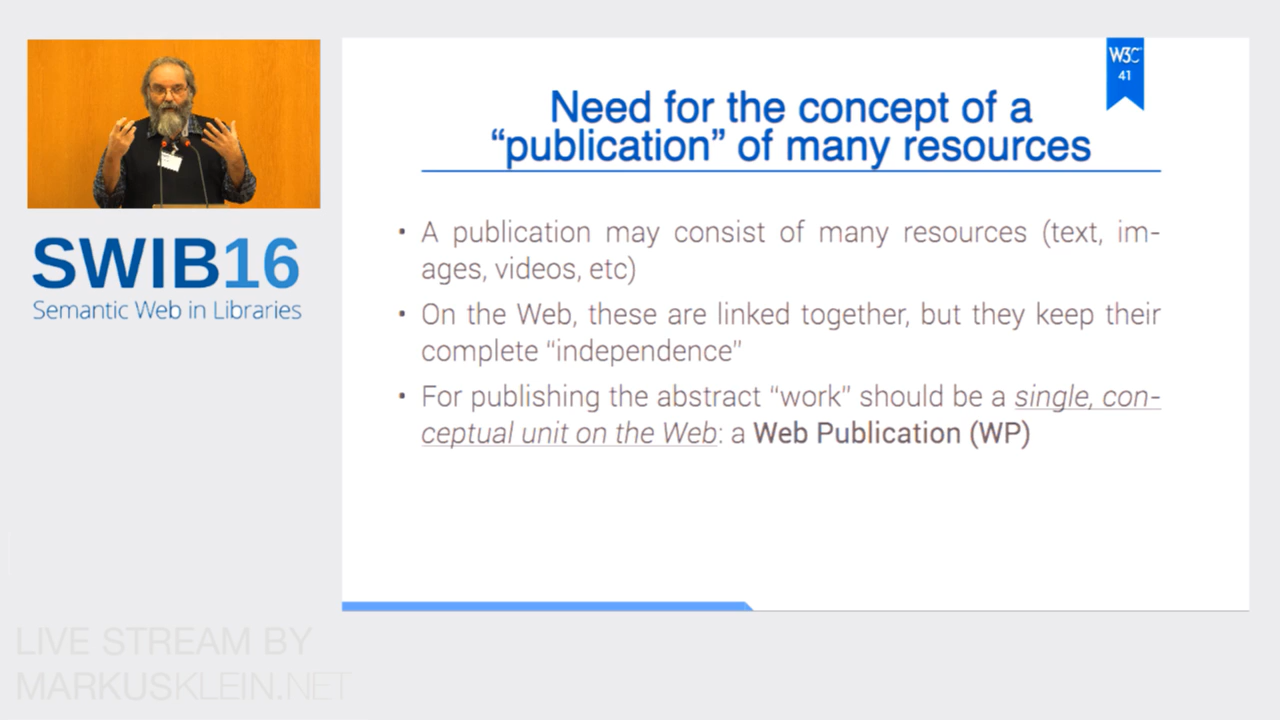 W3C
41
Need for the concept of a
“publication” of many resources
SWIB16
Semantic Web in Libraries
• A publication may consist of many resources (text, im-
ages, videos, etc)
• On the Web, these are linked together, but they keep their
complete “independence”
• For publishing the abstract “work” should be a single, con-
ceptual unit on the Web: a Web Publication (WP)
LIVE STREAM BY
MARKUSKLEIN.NET